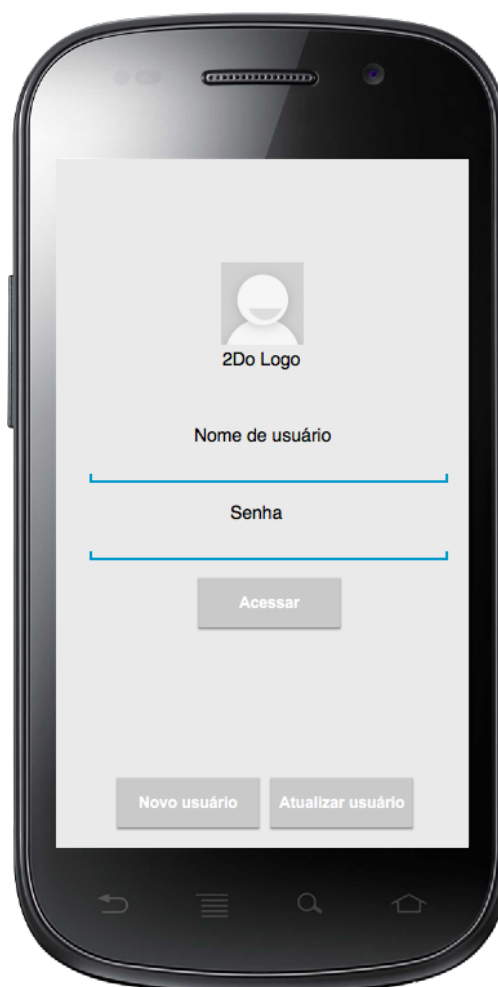 2Do Logo
Nome de usuário
Senha
Acessar
Novo usuário
Atualizar usuário